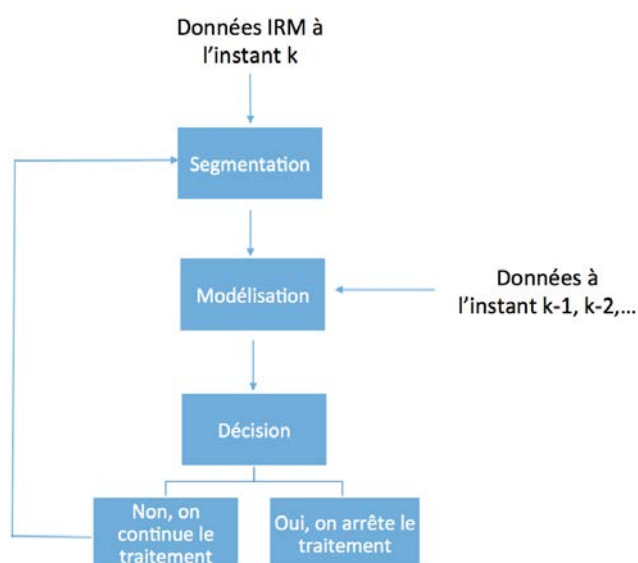 Données IRM à
l'instant k
Segmentation
Modélisation
Données à
l'instant k-1, k-2,...
Décision
Non, on
continue le
traitement
Oui, on arrête le
traitement